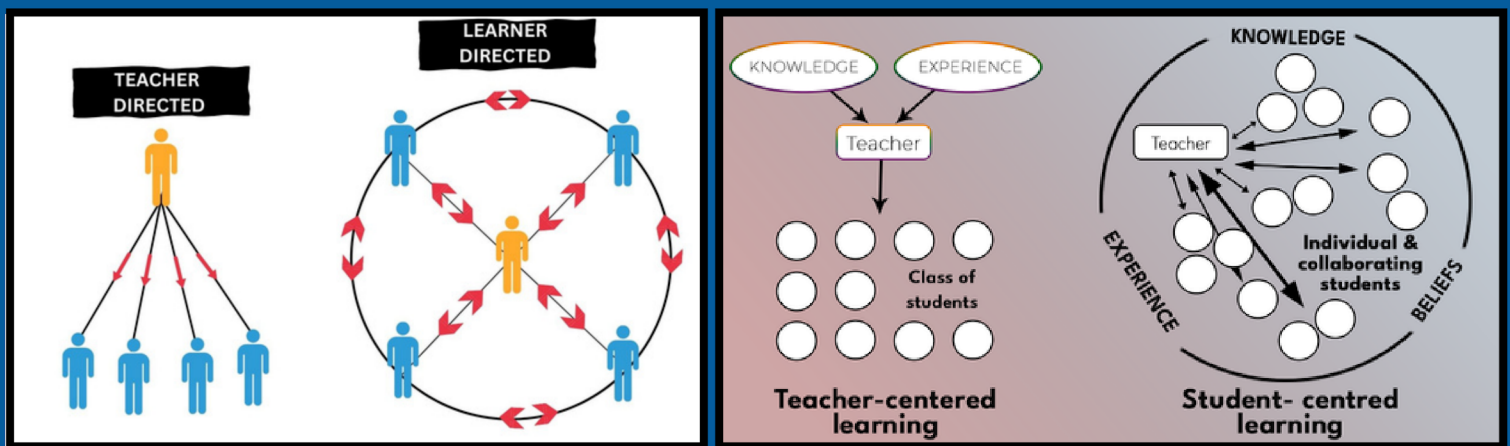 TEACHER
DIRECTED
LEARNER
DIRECTED
KNOWLEDGE
EXPERIENCE
Teacher
Class of
students
Teacher-centered
learning
KNOWLEDGE
Teacher
EXPERIENCE
Individual &
collaborating
students
BELIEFS
Student- centred
learning